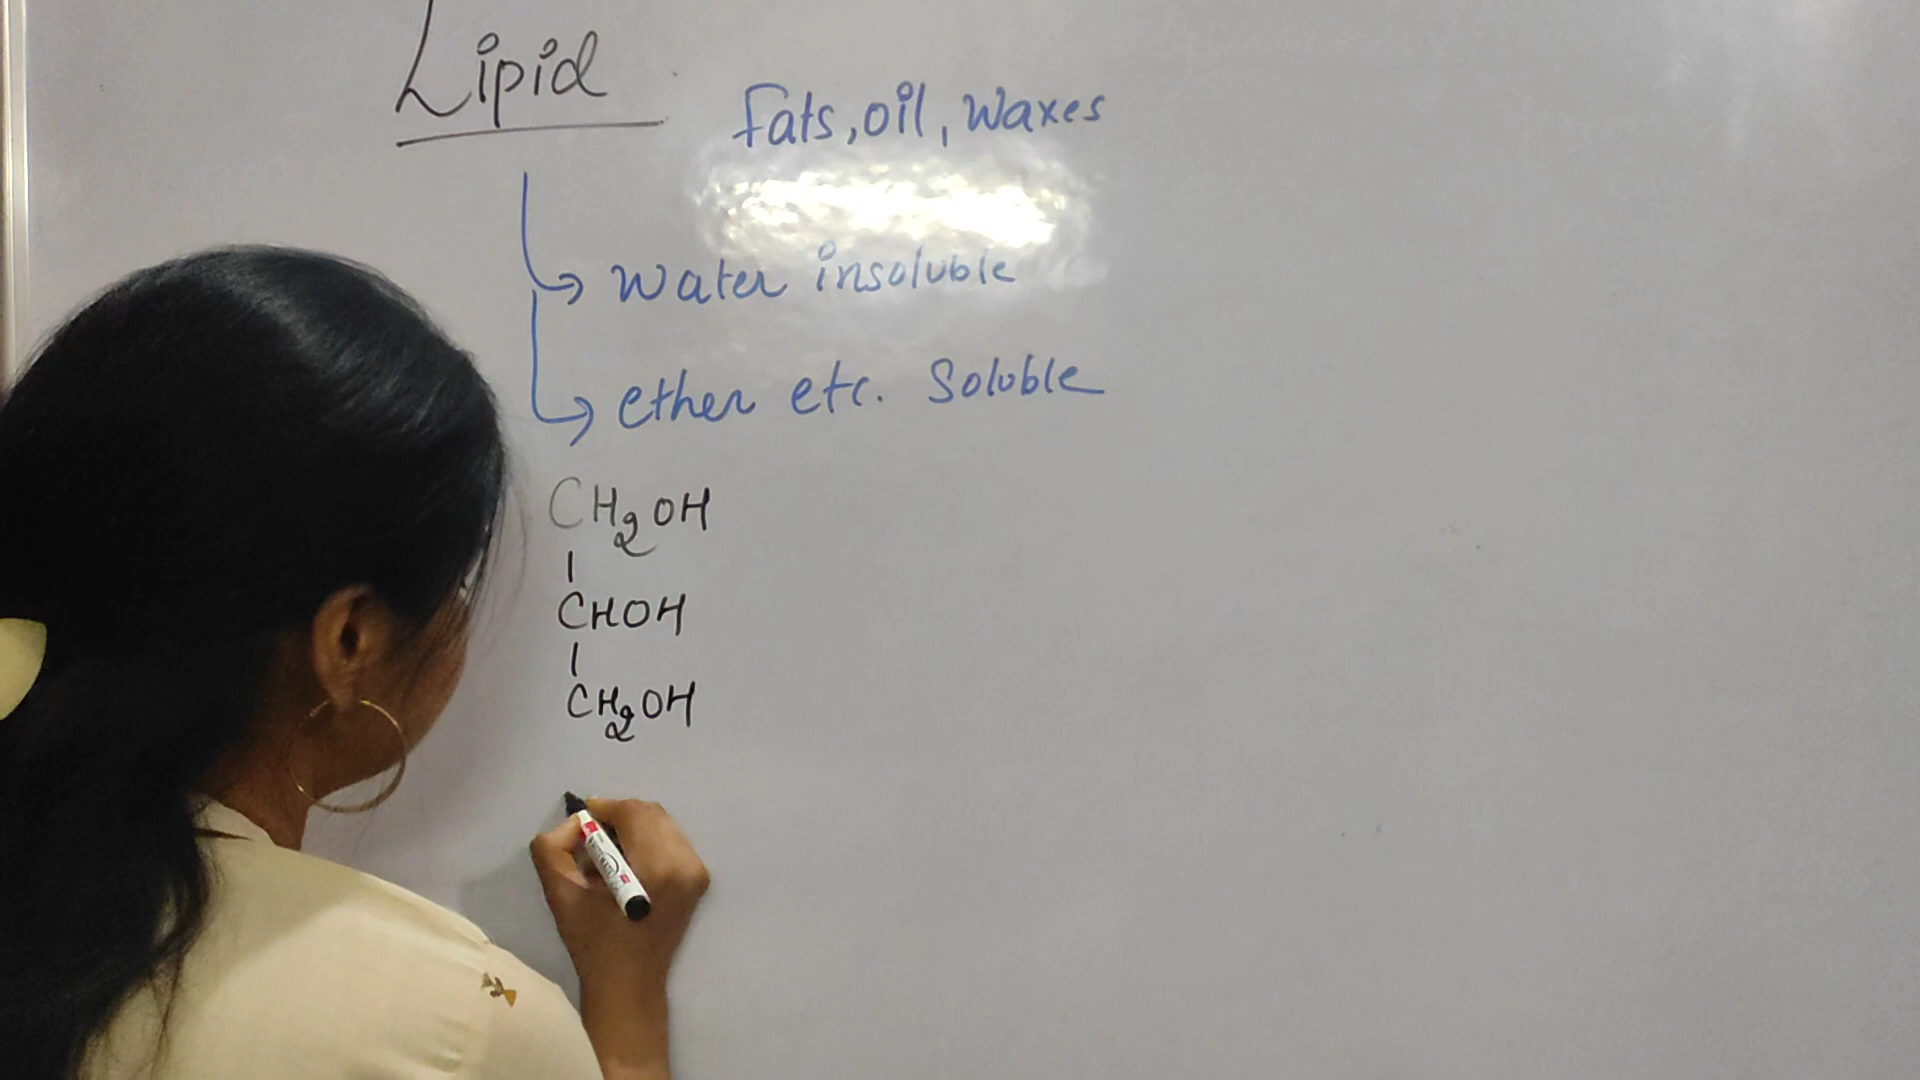 Lipid
fats, oil, waxes
→ water insoluble
→ ether etc. soluble
CH₂OH
|
CHOH
|
CH₂OH